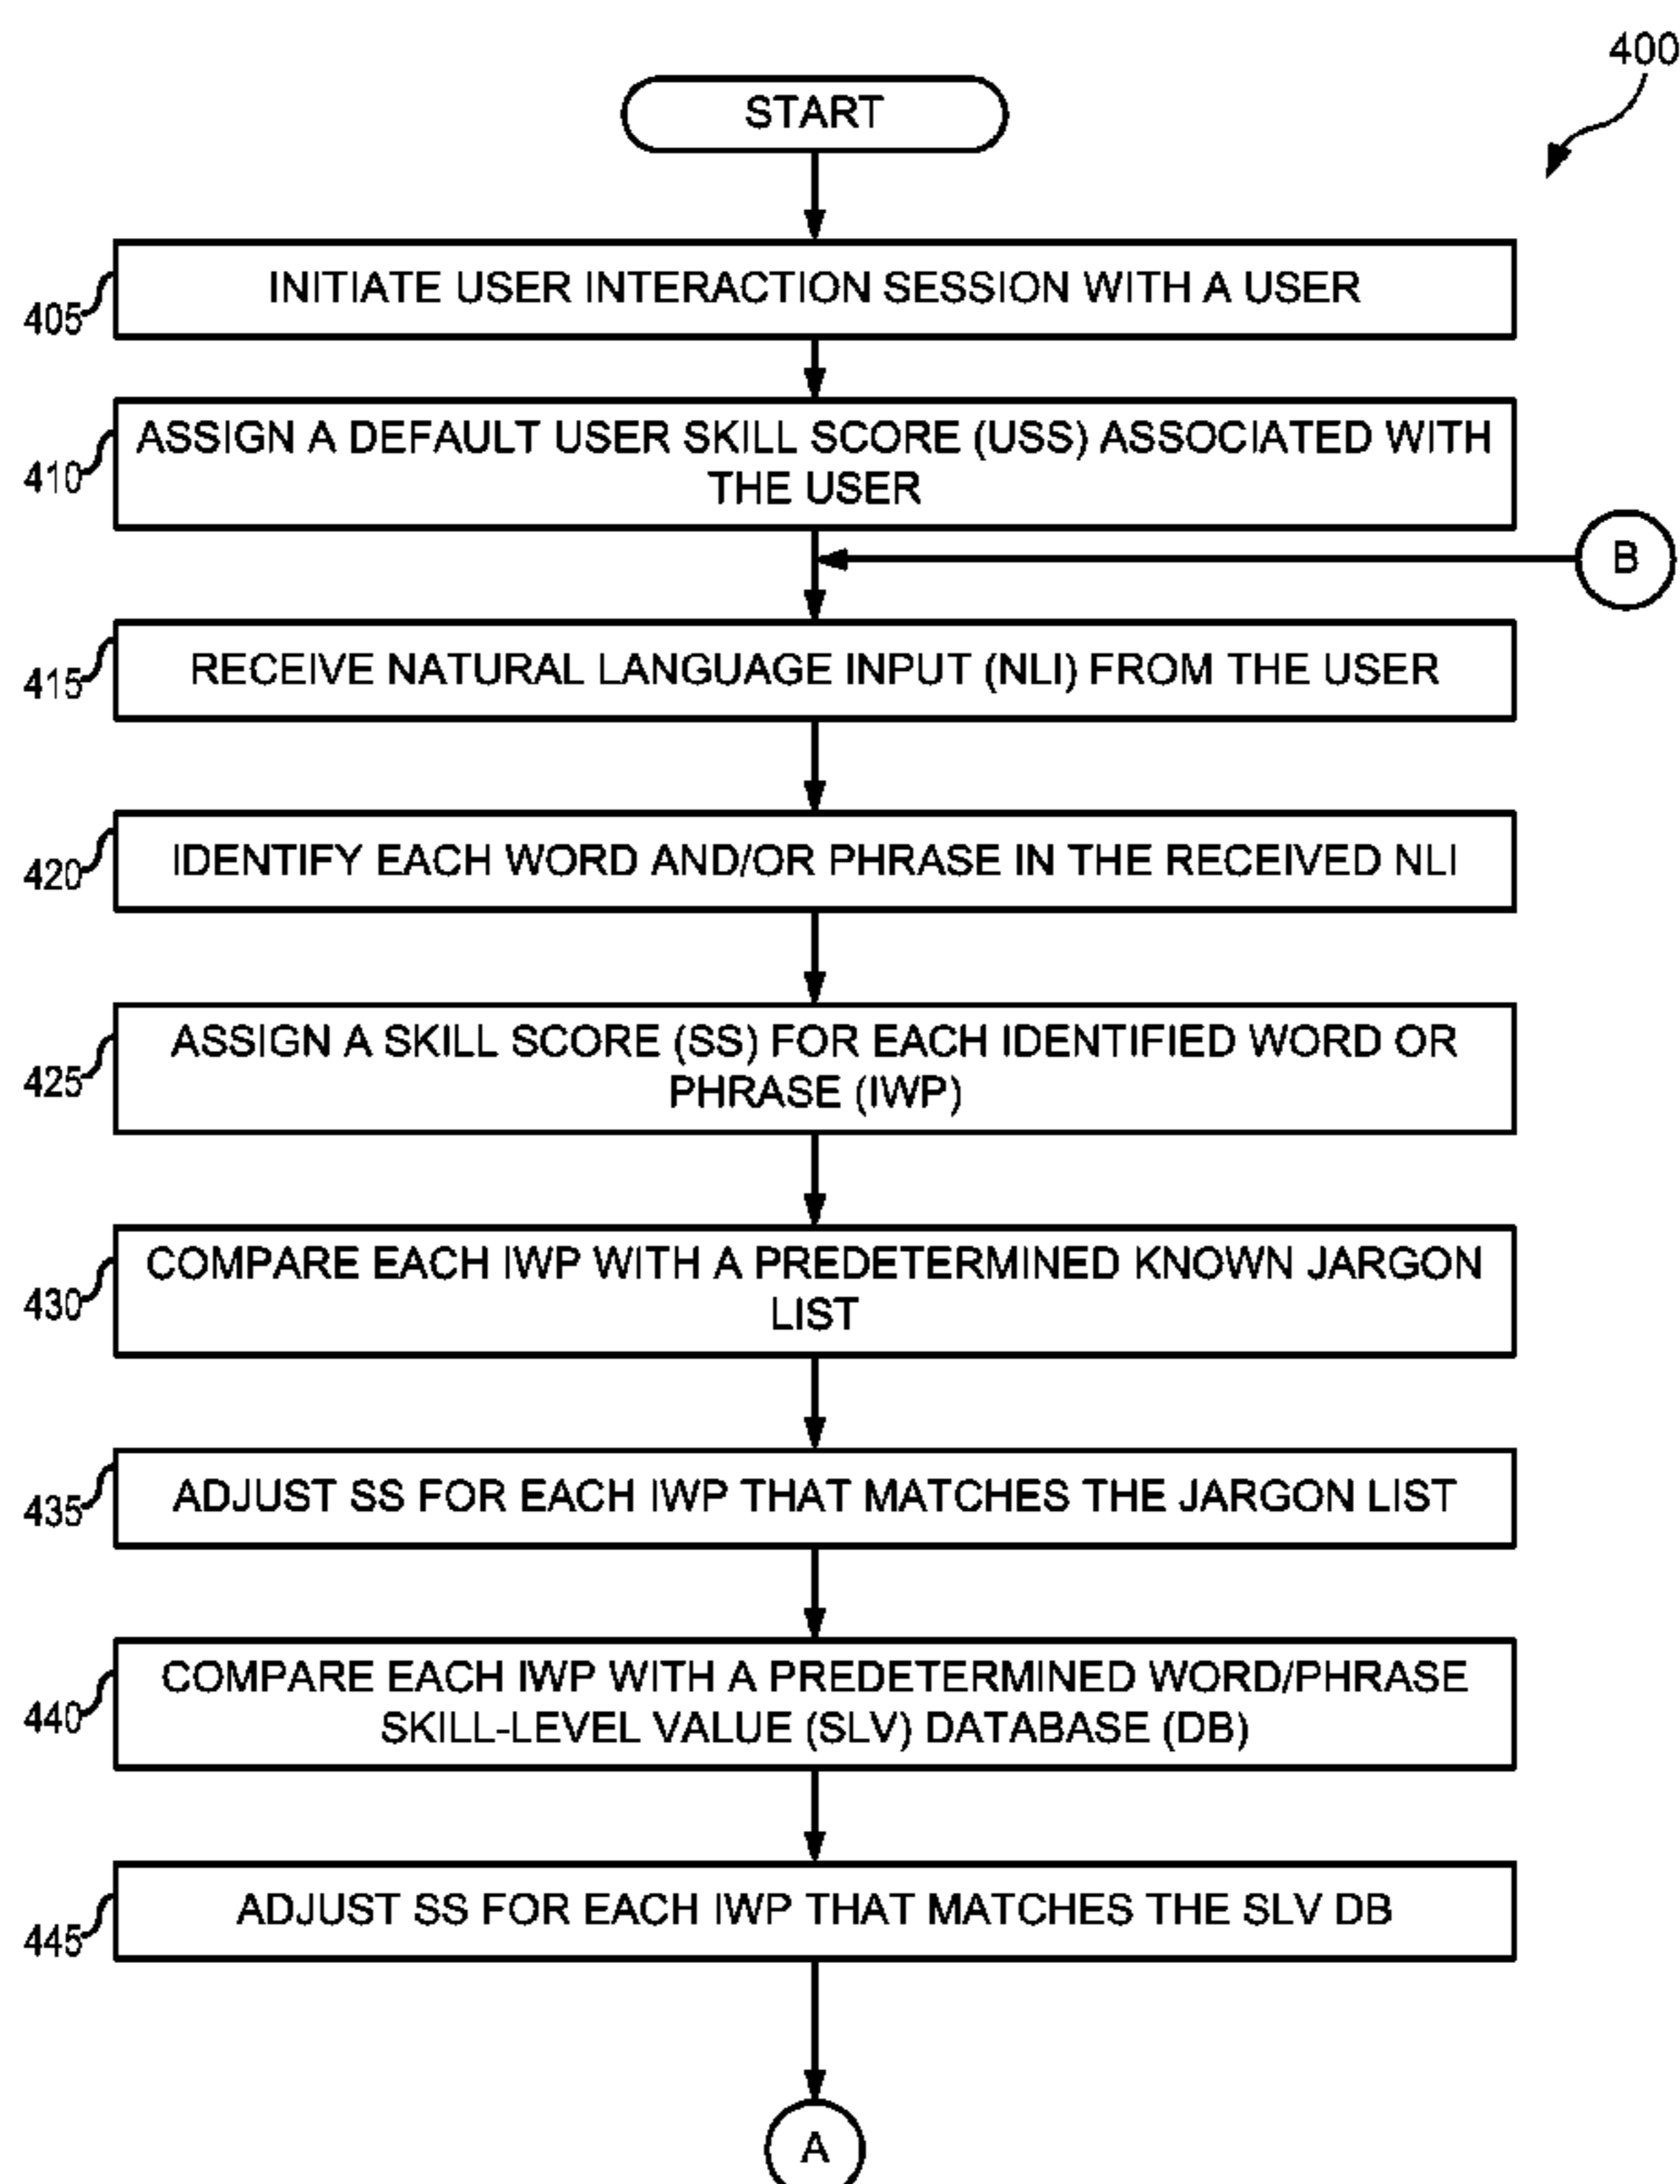 400
START
INITIATE USER INTERACTION SESSION WITH A USER
405
ASSIGN A DEFAULT USER SKILL SCORE (USS) ASSOCIATED WITH
THE USER
410
B
RECEIVE NATURAL LANGUAGE INPUT (NLI) FROM THE USER
415
IDENTIFY EACH WORD AND/OR PHRASE IN THE RECEIVED NLI
420
ASSIGN A SKILL SCORE (SS) FOR EACH IDENTIFIED WORD OR
PHRASE (IWP)
425
COMPARE EACH IWP WITH A PREDETERMINED KNOWN JARGON
LIST
430
ADJUST SS FOR EACH IWP THAT MATCHES THE JARGON LIST
435
COMPARE EACH IWP WITH A PREDETERMINED WORD/PHRASE
SKILL-LEVEL VALUE (SLV) DATABASE (DB)
440
ADJUST SS FOR EACH IWP THAT MATCHES THE SLV DB
445
A